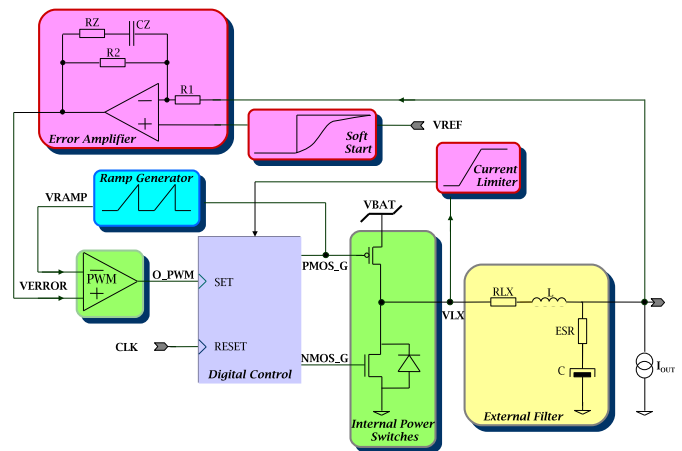 RZ
CZ
R2
R1
Error Amplifier
VREF
Soft
Start
Current
Limiter
Ramp Generator
VRAMP
VBAT
PMOS_G
PWM
O_PWM
SET
VERROR
VLX
RLX
L
ESR
CLK
RESET
NMOS_G
C
IOUT
Digital Control
Internal Power
Switches
External Filter